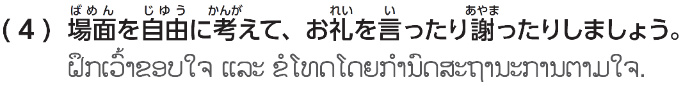 (4) 場面を自由に考えて、お礼を言ったり謝ったりしましょう。
ຝຶກເວົ້າຂອບໃຈ ແລະ ຂໍໂທດໂດຍກຳນົດສະຖານະການຕາມໃຈ.